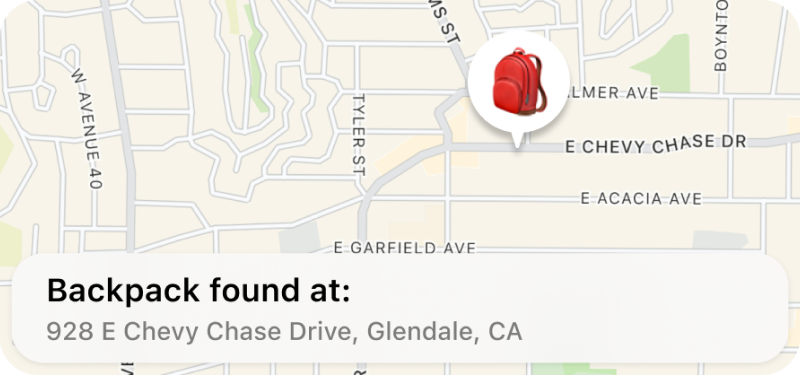 MS ST
BOYNTO
W AVENUE 40
TYLER ST
LMER AVE
E CHEVY CHASE DR
E ACACIA AVE
E GARFIELD AVE
Backpack found at:
928 E Chevy Chase Drive, Glendale, CA